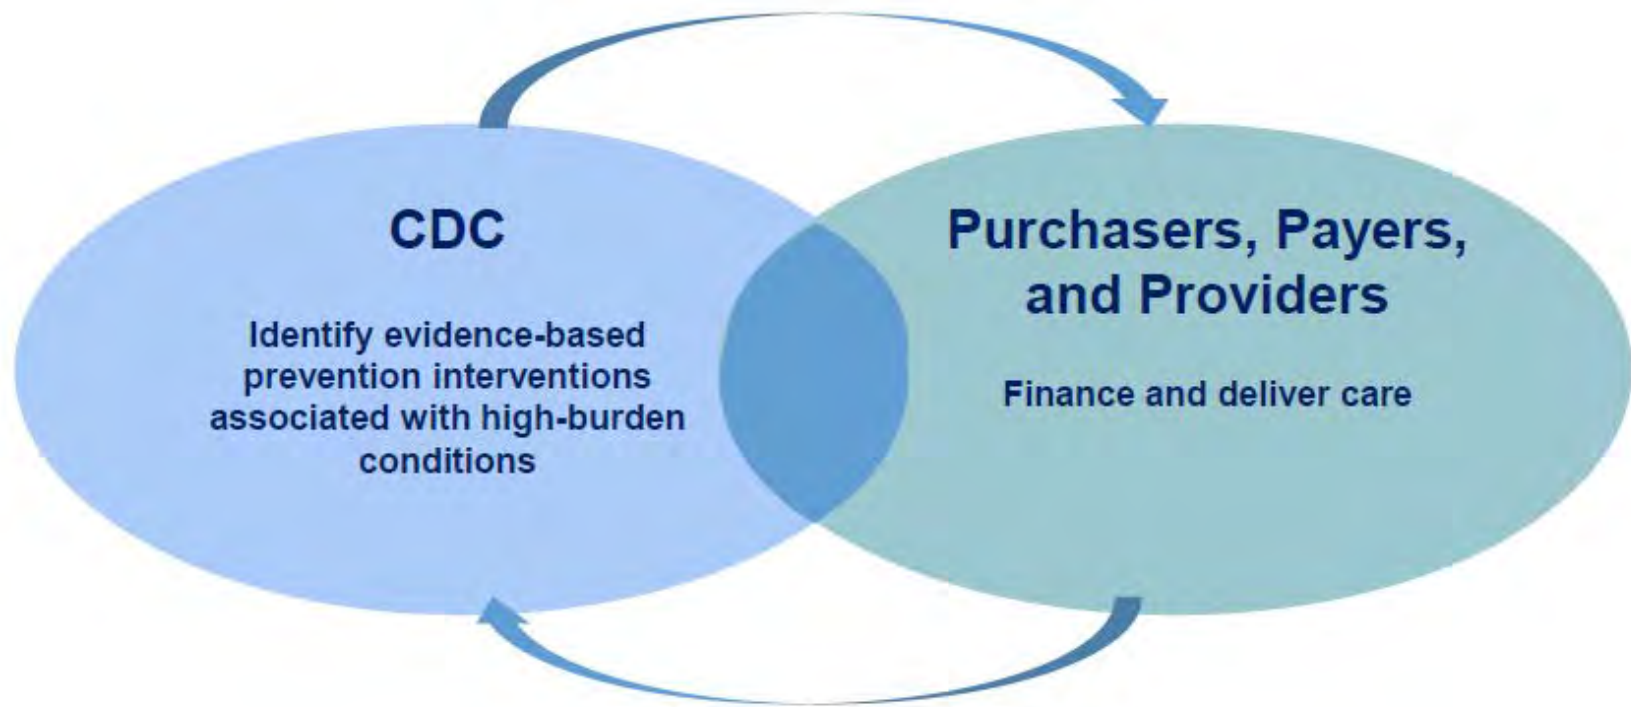 CDC
Identify evidence-based
prevention interventions
associated with high-burden
conditions
Purchasers, Payers,
and Providers
Finance and deliver care